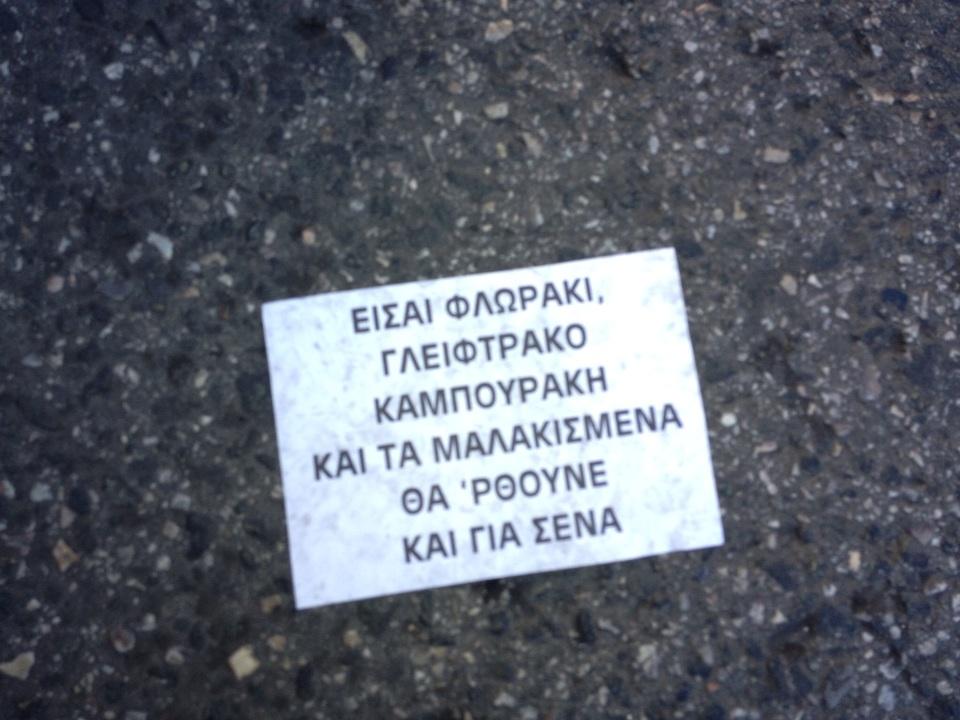 ΕΙΣΑΙ ΦΛΩΡΑΚΙ,
ΓΛΕΙΦΤΡΑΚΟ
ΚΑΜΠΟΥΡΑΚΗ
ΚΑΙ ΤΑ ΜΑΛΑΚΙΣΜΕΝΑ
ΘΑ 'ΡΘΟΥΝΕ
ΚΑΙ ΓΙΑ ΣΕΝΑ